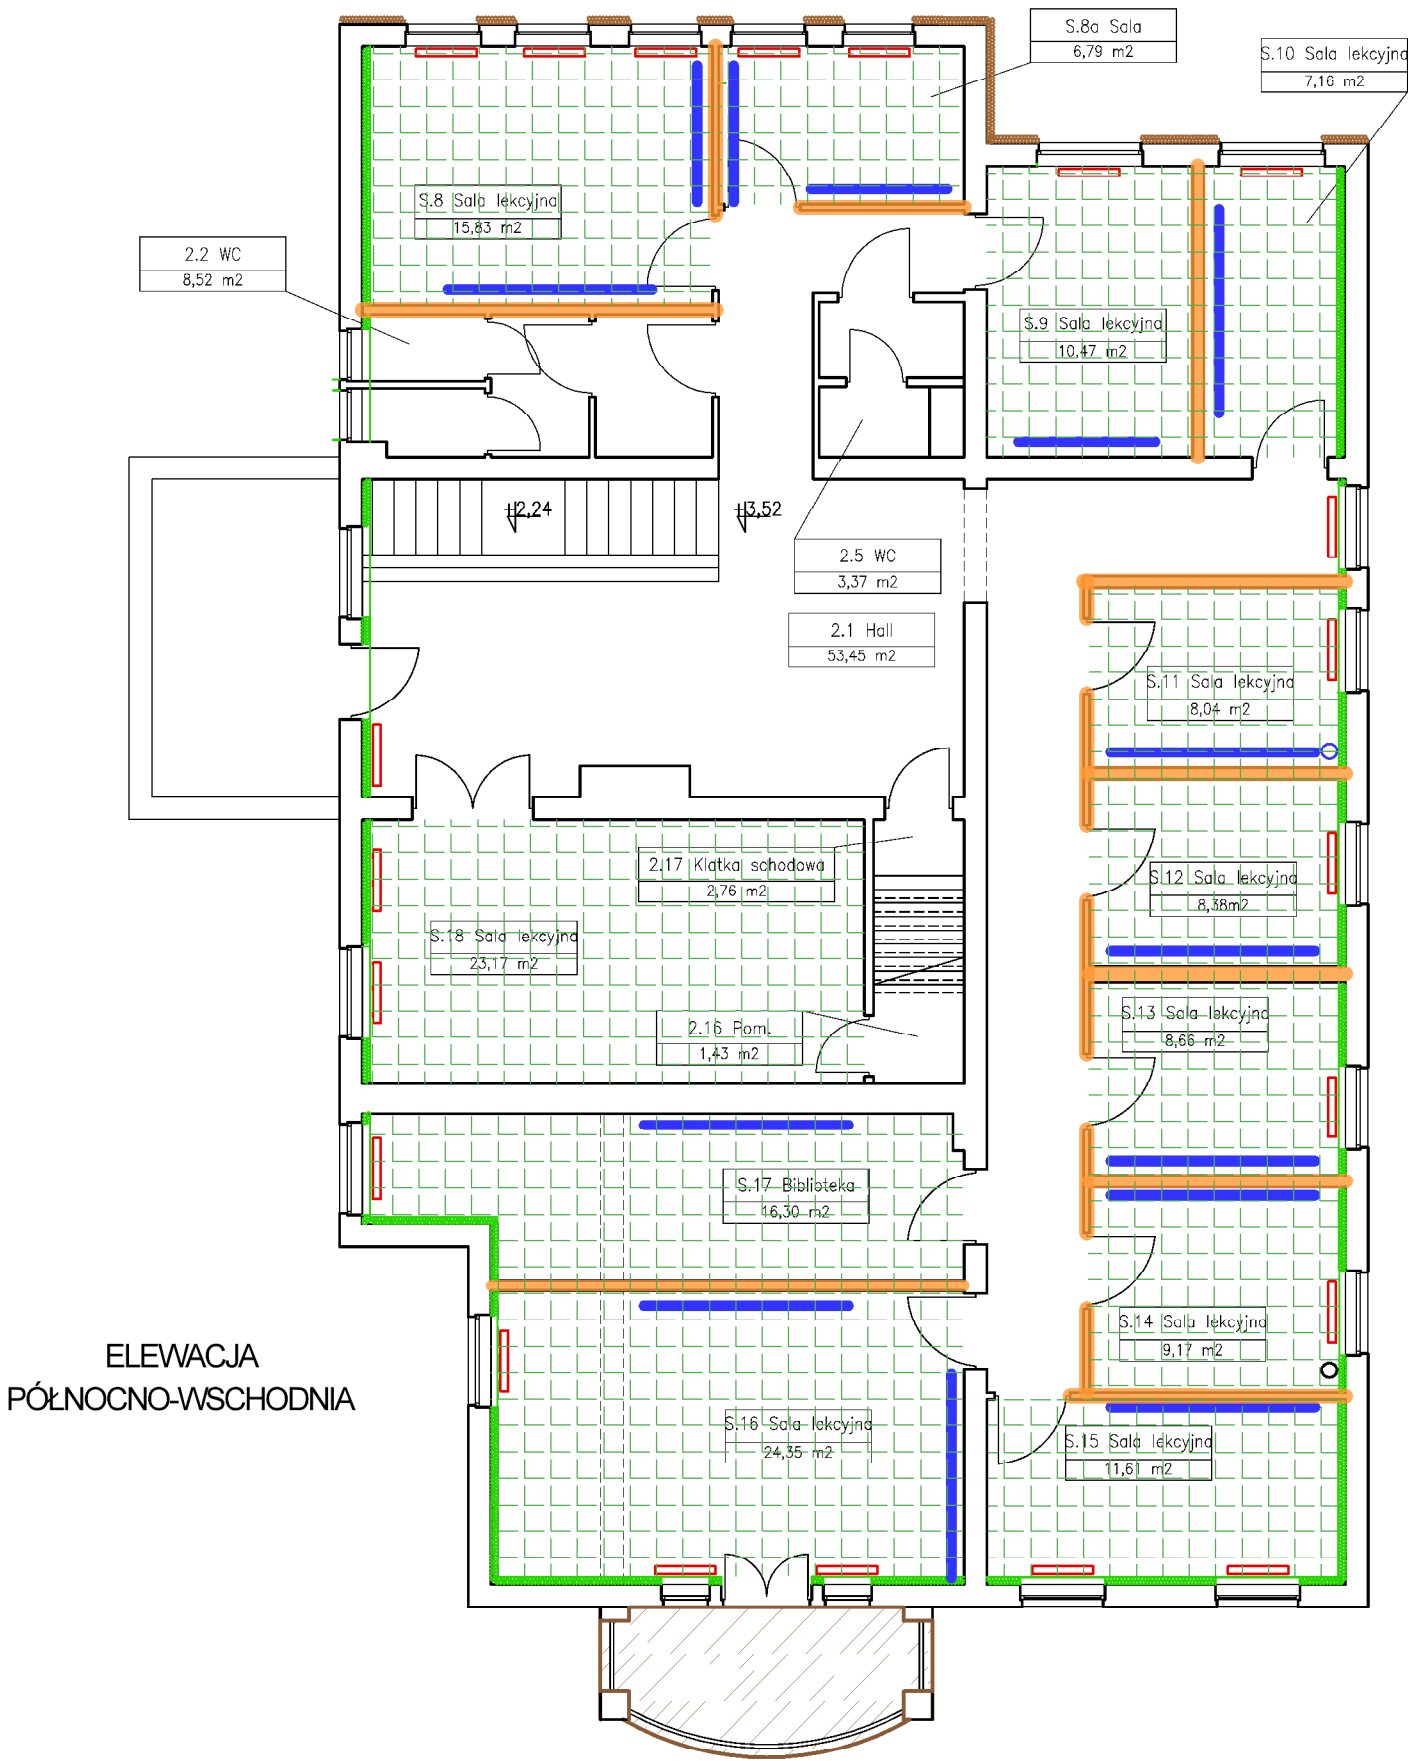 S.8a Sala
6,79 m2
S.10 Sala lekcyjna
7,16 m2
S.8 Sala lekcyjna
15,83 m2
2.2 WC
8,52 m2
S.9 Sala lekcyjna
10,47 m2
2,24
3,52
2.5 WC
3,37 m2
2.1 Hall
53,45 m2
S.11 Sala lekcyjna
8,04 m2
2.17 Klatka schodowa
2,76 m2
S.12 Sala lekcyjna
8,38m2
S.18 Sala lekcyjna
23,17 m2
2.16 Pom.
1,43 m2
S.13 Sala lekcyjna
8,66 m2
S.17 Biblioteka
16,30 m2
S.14 Sala lekcyjna
9,17 m2
ELEWACJA
PÓŁNOCNO-WSCHODNIA
S.16 Sala lekcyjna
24,35 m2
S.15 Sala lekcyjna
11,61 m2